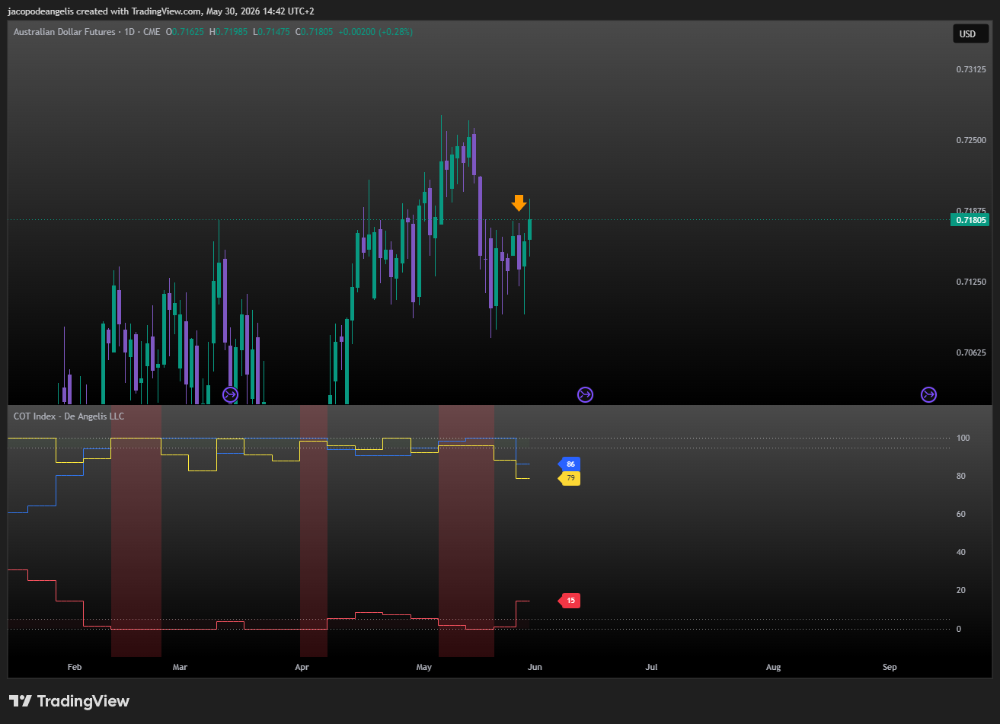 jacopodeangelis created with TradingView.com, May 30, 2026 14:42 UTC+2
Australian Dollar Futures · 1D · CME O0.71625 H0.71985 L0.71475 C0.71805 +0.00200 (+0.28%)
USD
0.73125
0.72500
0.71875
0.71805
0.71250
0.70625
COT Index - De Angelis LLC
100
86
79
80
60
40
20
15
0
Feb Mar Apr May Jun Jul Aug Sep
TradingView